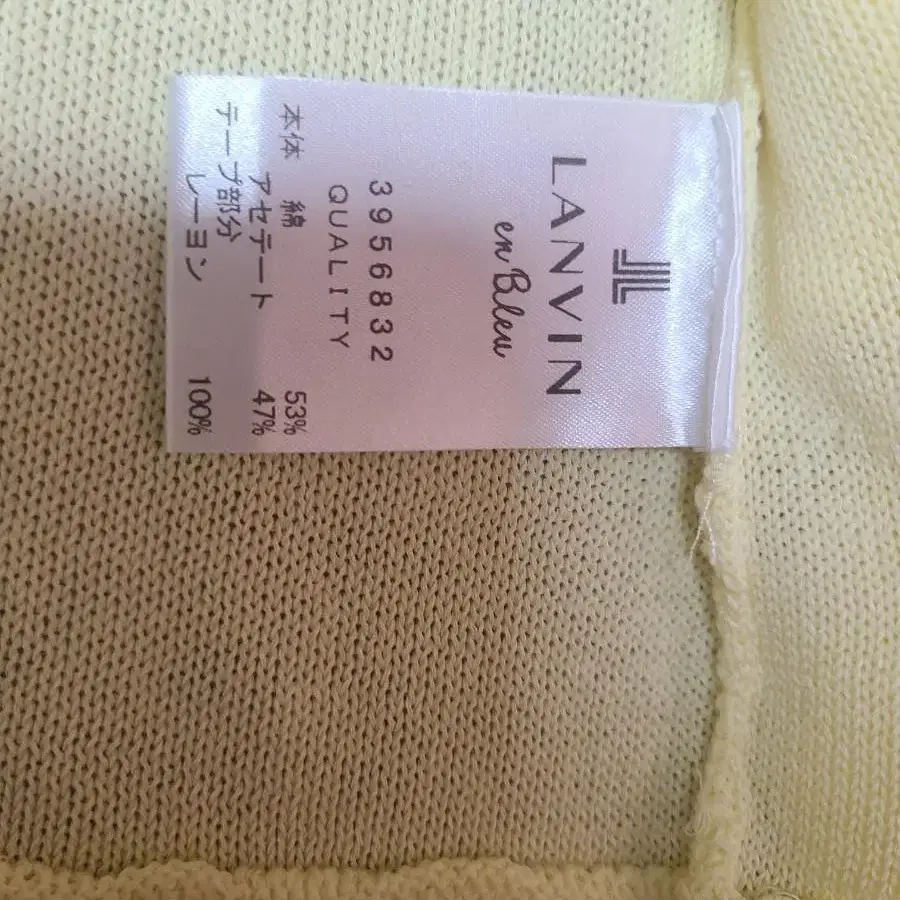 LANVIN
en Bleu
3956832
QUALITY
本体 綿 53%
アセテート 47%
テープ部分
レーヨン 100%